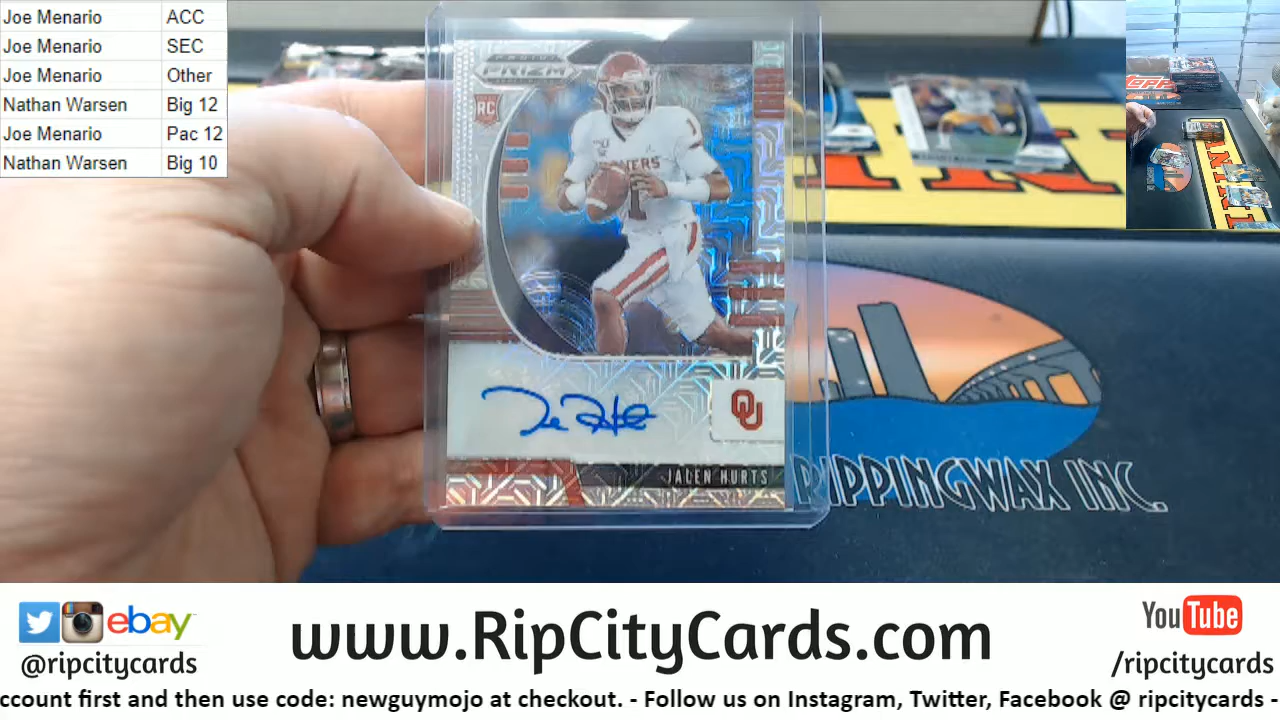 Joe Menario ACC
Joe Menario SEC
Joe Menario Other
Nathan Warsen Big 12
Joe Menario Pac 12
Nathan Warsen Big 10
PRIZM
RC
1
OU
JALEN HURTS
RIPPINGWAX INC.
TOPPS
ebay
@ripcitycards
www.RipCityCards.com
YouTube
/ripcitycards
ccount first and then use code: newguymojo at checkout. - Follow us on Instagram, Twitter, Facebook @ ripcitycards -